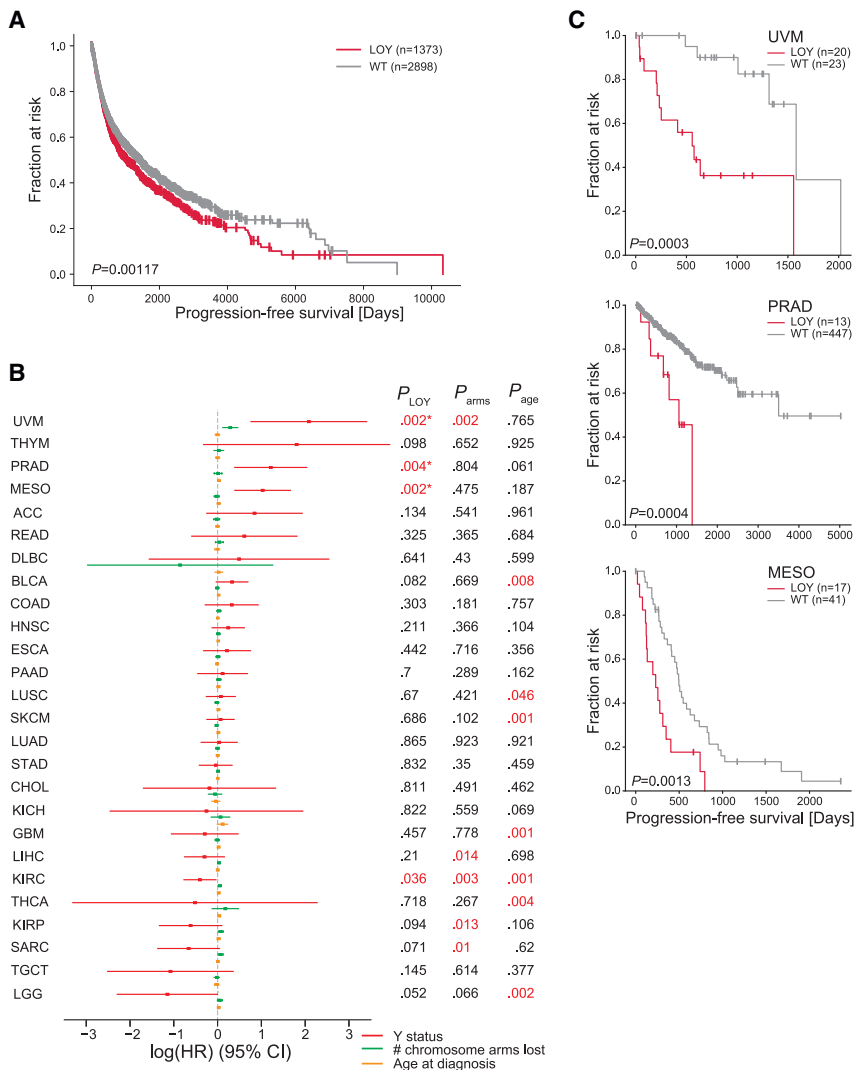 A
LOY (n=1373)
WT (n=2898)
1.0
0.8
0.6
0.4
0.2
0.0
Fraction at risk
P=0.00117
0 2000 4000 6000 8000 10000
Progression-free survival [Days]
B
P LOY P arms P age
UVM .002* .002 .765
THYM .098 .652 .925
PRAD .004* .804 .061
MESO .002* .475 .187
ACC .134 .541 .961
READ .325 .365 .684
DLBC .641 .43 .599
BLCA .082 .669 .008
COAD .303 .181 .757
HNSC .211 .366 .104
ESCA .442 .716 .356
PAAD .7 .289 .162
LUSC .67 .421 .046
SKCM .686 .102 .001
LUAD .865 .923 .921
STAD .832 .35 .459
CHOL .811 .491 .462
KICH .822 .559 .069
GBM .457 .778 .001
LIHC .21 .014 .698
KIRC .036 .003 .001
THCA .718 .267 .004
KIRP .094 .013 .106
SARC .071 .01 .62
TGCT .145 .614 .377
LGG .052 .066 .002
−3 −2 −1 0 1 2 3
log(HR) (95% CI)
Y status
# chromosome arms lost
Age at diagnosis
C
UVM
LOY (n=20)
WT (n=23)
1.0
0.8
0.6
0.4
0.2
0.0
Fraction at risk
P=0.0003
0 500 1000 1500 2000
PRAD
LOY (n=13)
WT (n=447)
1.0
0.8
0.6
0.4
0.2
0.0
Fraction at risk
P=0.0004
0 1000 2000 3000 4000 5000
MESO
LOY (n=17)
WT (n=41)
1.0
0.8
0.6
0.4
0.2
0.0
Fraction at risk
P=0.0013
0 500 1000 1500 2000
Progression-free survival [Days]